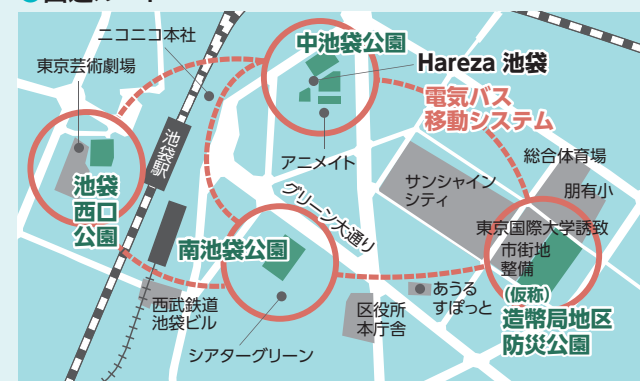 ニコニコ本社
東京芸術劇場
中池袋公園
Hareza 池袋
電気バス
移動システム
アニメイト
池袋駅
池袋
西口
公園
グリーン大通り
サンシャイン
シティ
総合体育場
朋有小
東京国際大学誘致
市街地
整備
南池袋公園
西武鉄道
池袋ビル
シアターグリーン
区役所
本庁舎
あうる
すぽっと
(仮称)
造幣局地区
防災公園